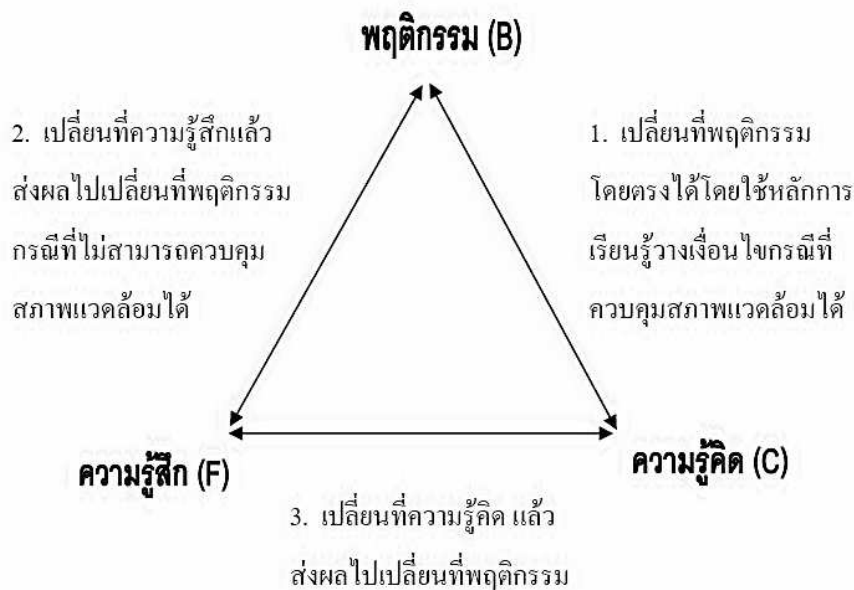 พฤติกรรม (B)
2. เปลี่ยนที่ความรู้สึกแล้ว
ส่งผลไปเปลี่ยนที่พฤติกรรม
กรณีที่ไม่สามารถควบคุม
สภาพแวดล้อมได้
1. เปลี่ยนที่พฤติกรรม
โดยตรงได้โดยใช้หลักการ
เรียนรู้วางเงื่อนไขกรณีที่
ควบคุมสภาพแวดล้อมได้
ความรู้สึก (F)
ความรู้คิด (C)
3. เปลี่ยนที่ความรู้คิด แล้ว
ส่งผลไปเปลี่ยนที่พฤติกรรม